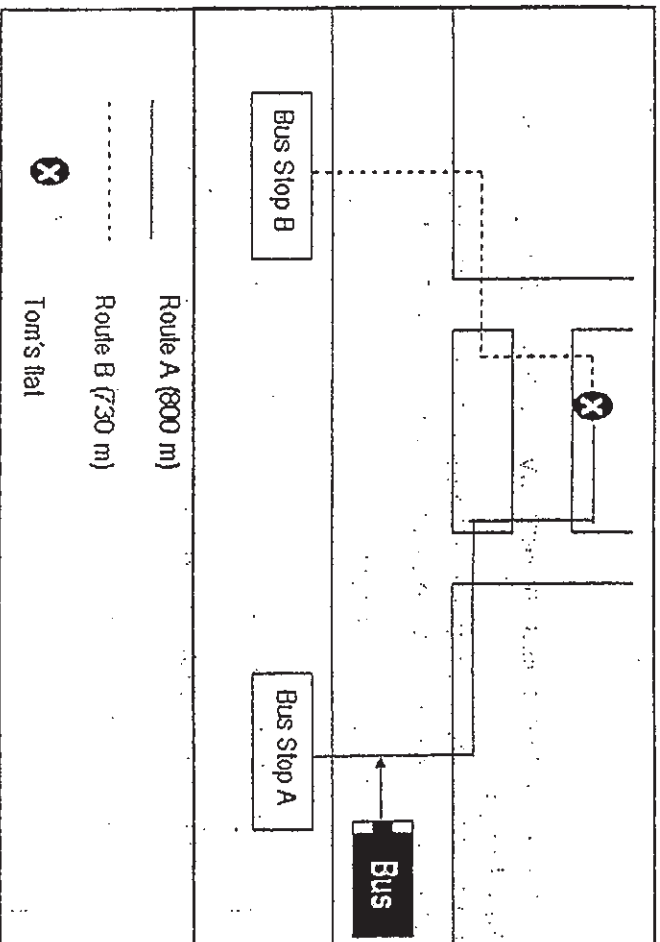 X
Bus
Bus Stop B
Bus Stop A
Route A (800 m)
Route B (730 m)
X
Tom's flat